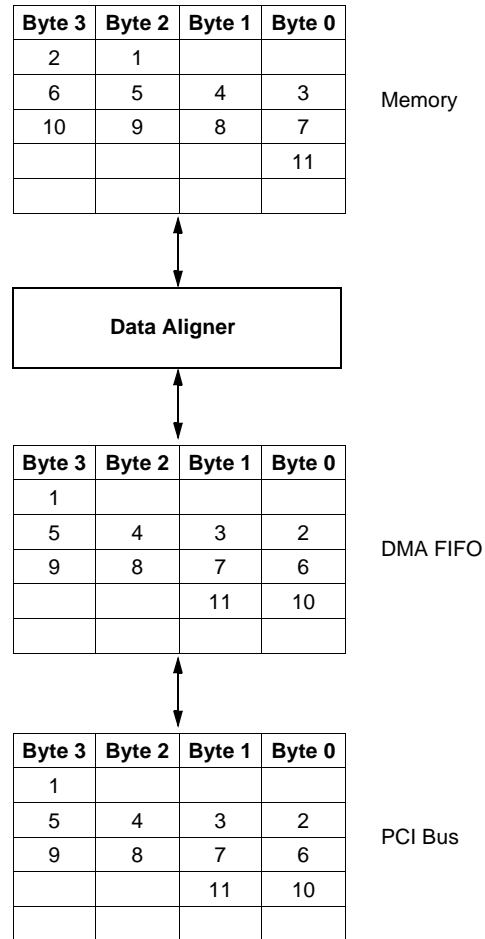 Byte 3 Byte 2 Byte 1 Byte 0
2 1
6 5 4 3
Memory
10 9 8 7
11
Data Aligner
Byte 3 Byte 2 Byte 1 Byte 0
1
5 4 3 2
DMA FIFO
9 8 7 6
11 10
Byte 3 Byte 2 Byte 1 Byte 0
1
5 4 3 2
PCI Bus
9 8 7 6
11 10